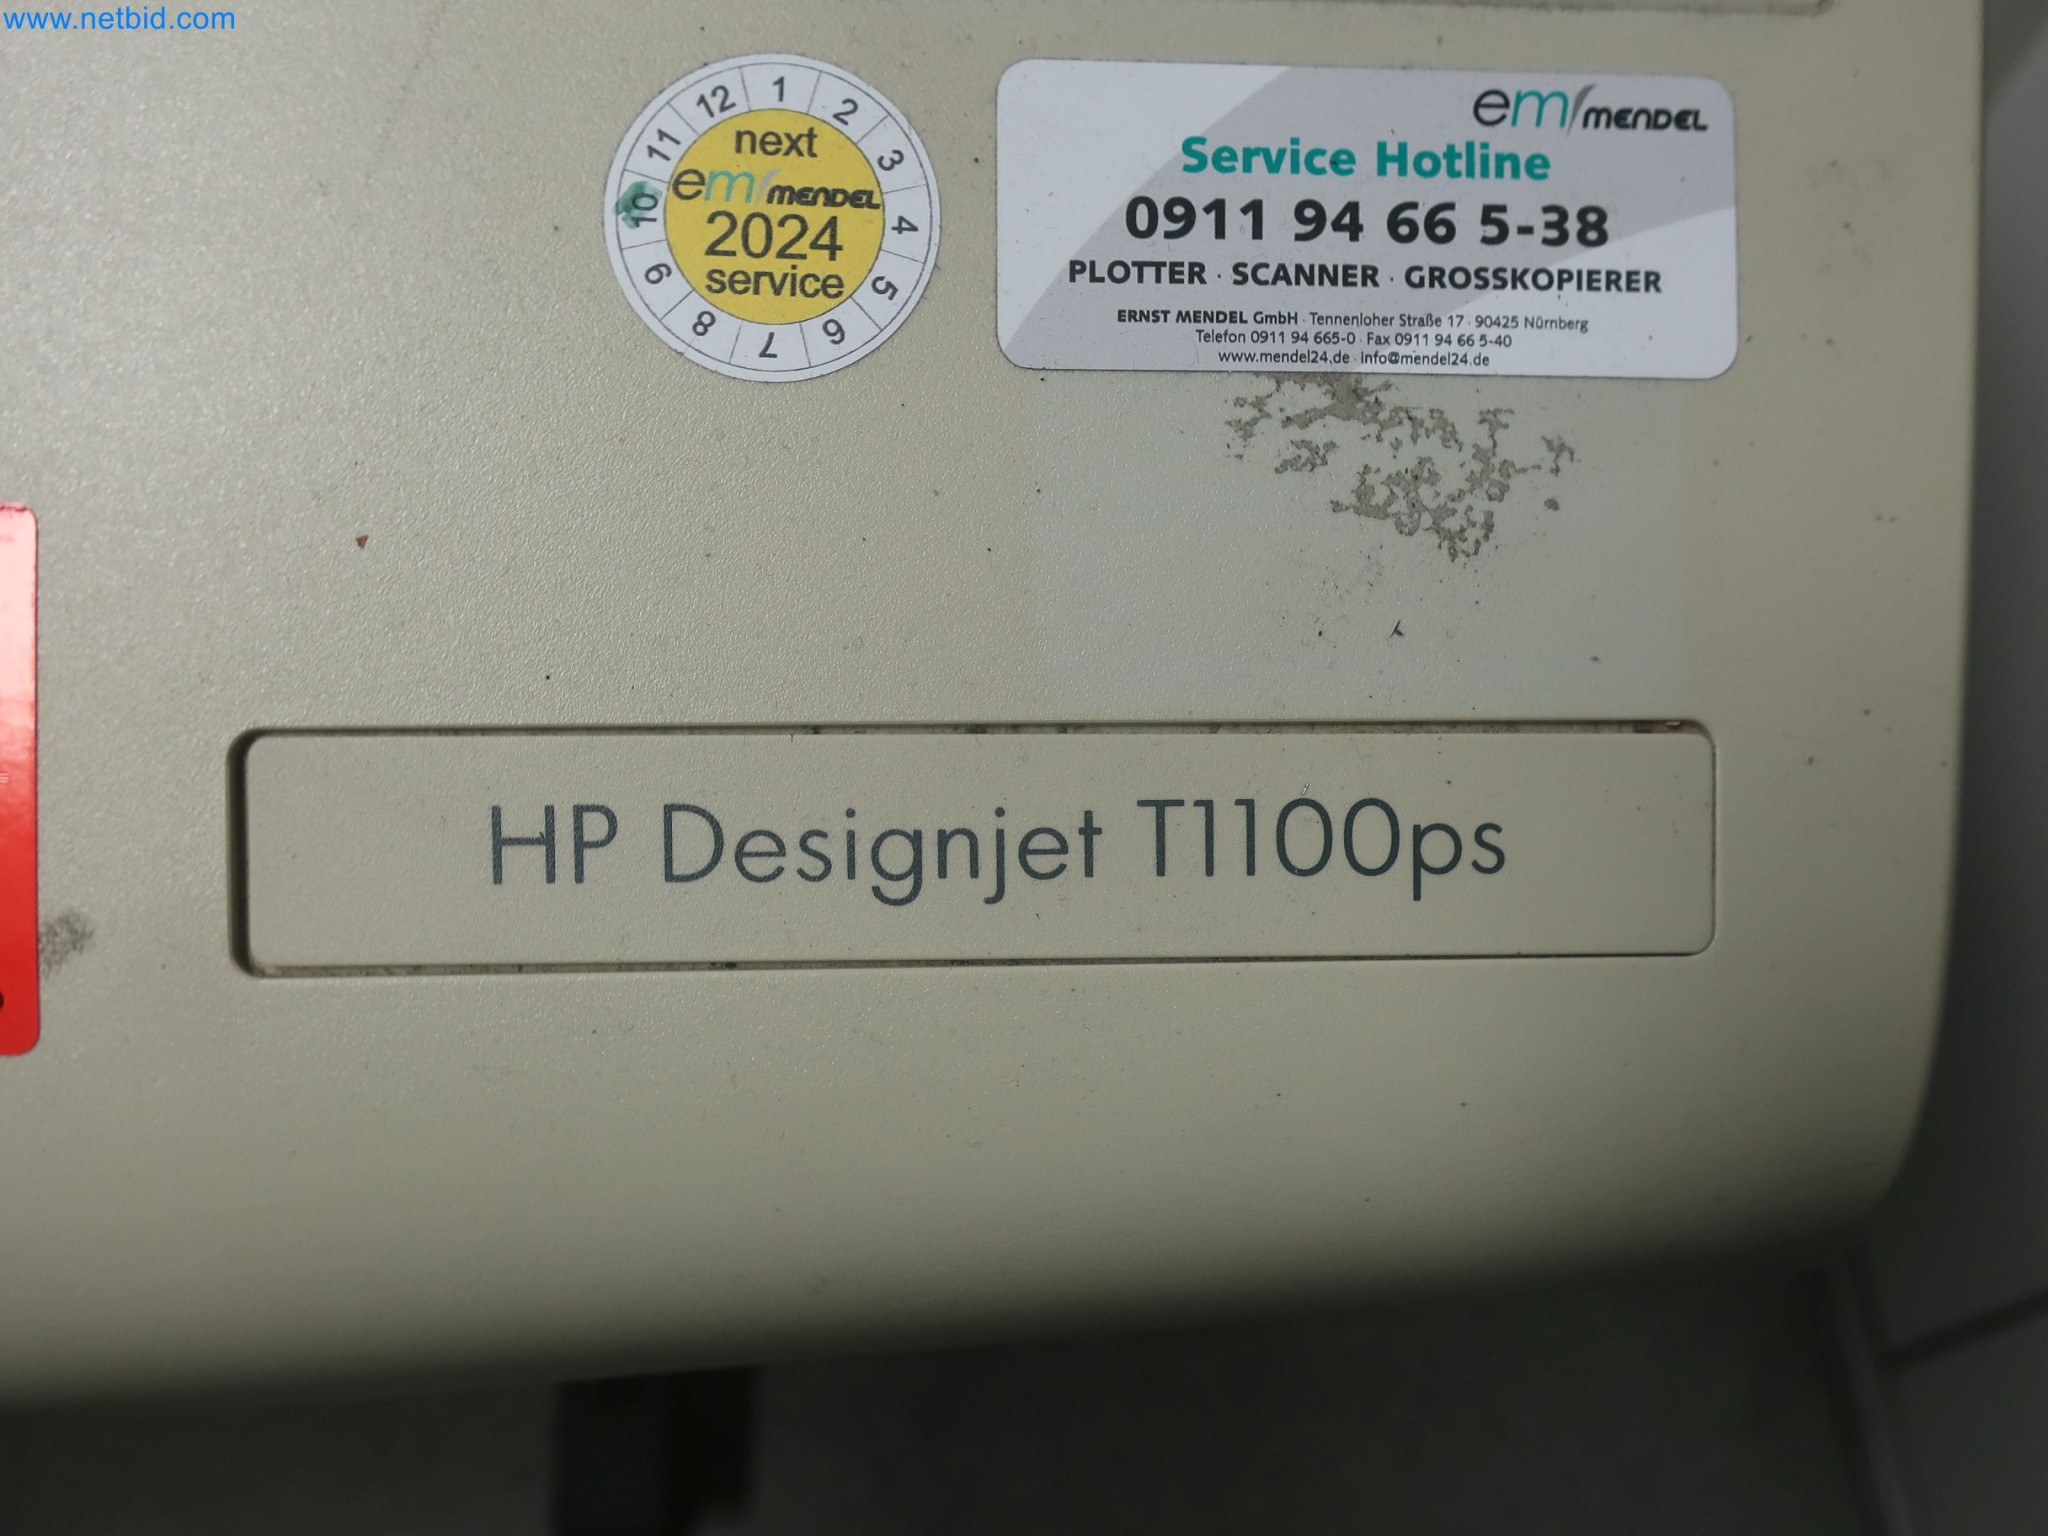 www.netbid.com
1 2 3 4 5 6 7 8 9 10 11 12
next
em MENDEL
2024
service
em MENDEL
Service Hotline
0911 94 66 5-38
PLOTTER · SCANNER · GROSSKOPIERER
ERNST MENDEL GmbH · Tennenloher Straße 17 · 90425 Nürnberg
Telefon 0911 94 665-0 · Fax 0911 94 66 5-40
www.mendel24.de · info@mendel24.de
HP Designjet T1100ps